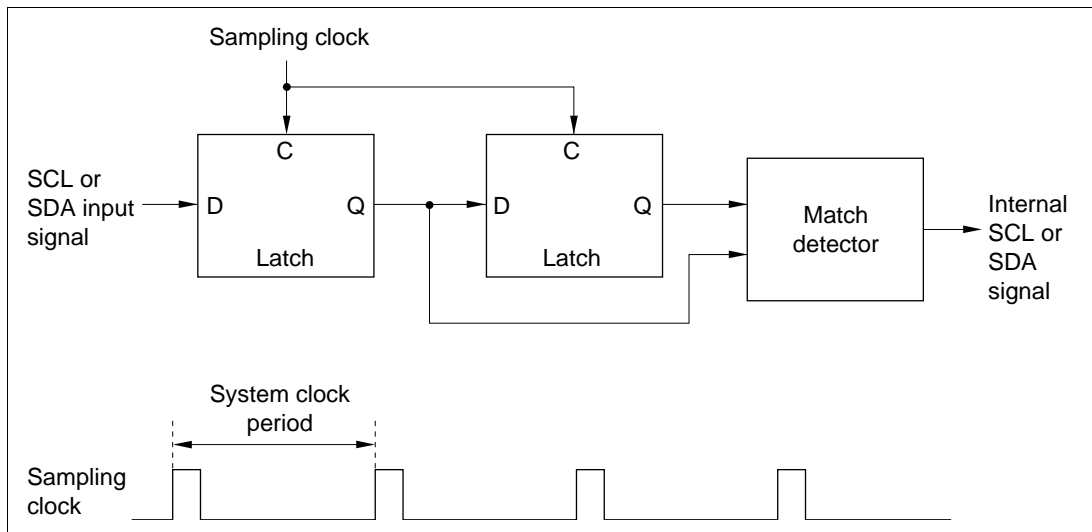 Sampling clock
C
C
SCL or
SDA input
signal
D
Q
D
Q
Latch
Latch
Match
detector
Internal
SCL or
SDA
signal
System clock
period
Sampling
clock